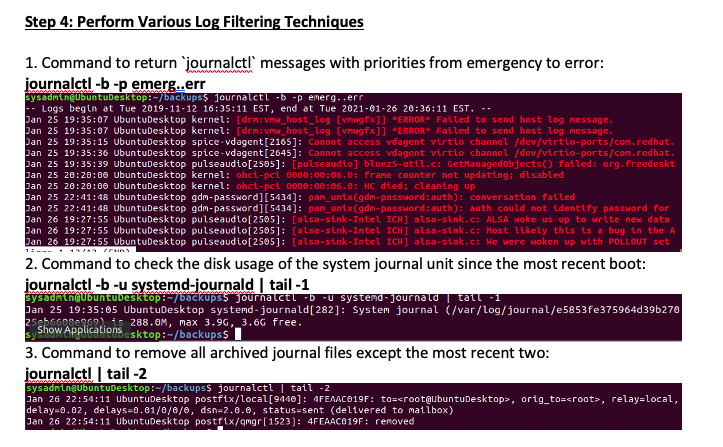 Step 4: Perform Various Log Filtering Techniques
1. Command to return `journalctl` messages with priorities from emergency to error:
journalctl -b -p emerg..err
sysadmin@UbuntuDesktop:~/backups$ journalctl -b -p emerg..err
-- Logs begin at Tue 2019-11-12 16:35:11 EST, end at Tue 2021-01-26 20:36:11 EST. --
Jan 25 19:35:07 UbuntuDesktop kernel: [drm:vmw_host_log [vmwgfx]] *ERROR* Failed to send host log message.
Jan 25 19:35:07 UbuntuDesktop kernel: [drm:vmw_host_log [vmwgfx]] *ERROR* Failed to send host log message.
Jan 25 19:35:15 UbuntuDesktop spice-vdagent[2165]: Cannot access vdagent virtio channel /dev/virtio-ports/com.redhat.
Jan 25 19:35:36 UbuntuDesktop spice-vdagent[2645]: Cannot access vdagent virtio channel /dev/virtio-ports/com.redhat.
Jan 25 19:35:39 UbuntuDesktop pulseaudio[2505]: [pulseaudio] bluez5-util.c: GetManagedObjects() failed: org.freedeskt
Jan 25 20:20:00 UbuntuDesktop kernel: ohci-pci 0000:00:06.0: frame counter not updating; disabled
Jan 25 20:20:00 UbuntuDesktop kernel: ohci-pci 0000:00:06.0: HC died; cleaning up
Jan 25 22:41:48 UbuntuDesktop gdm-password][5434]: pam_unix(gdm-password:auth): conversation failed
Jan 25 22:41:48 UbuntuDesktop gdm-password][5434]: pam_unix(gdm-password:auth): auth could not identify password for
Jan 26 19:27:55 UbuntuDesktop pulseaudio[2505]: [alsa-sink-Intel ICH] alsa-sink.c: ALSA woke us up to write new data
Jan 26 19:27:55 UbuntuDesktop pulseaudio[2505]: [alsa-sink-Intel ICH] alsa-sink.c: Most likely this is a bug in the A
Jan 26 19:27:55 UbuntuDesktop pulseaudio[2505]: [alsa-sink-Intel ICH] alsa-sink.c: We were woken up with POLLOUT set
2. Command to check the disk usage of the system journal unit since the most recent boot:
journalctl -b -u systemd-journald | tail -1
sysadmin@UbuntuDesktop:~/backups$ journalctl -b -u systemd-journald | tail -1
Jan 25 19:35:05 UbuntuDesktop systemd-journald[282]: System journal (/var/log/journal/e5853fe375964d39b270
is 288.0M, max 3.9G, 3.6G free.
Show Applications
sktop:~/backups$
3. Command to remove all archived journal files except the most recent two:
journalctl | tail -2
sysadmin@UbuntuDesktop:~/backups$ journalctl | tail -2
Jan 26 22:54:11 UbuntuDesktop postfix/local[9440]: 4FEAAC019F: to=<root@UbuntuDesktop>, orig_to=<root>, relay=local,
delay=0.02, delays=0.01/0/0/0, dsn=2.0.0, status=sent (delivered to mailbox)
Jan 26 22:54:11 UbuntuDesktop postfix/qmgr[1523]: 4FEAAC019F: removed